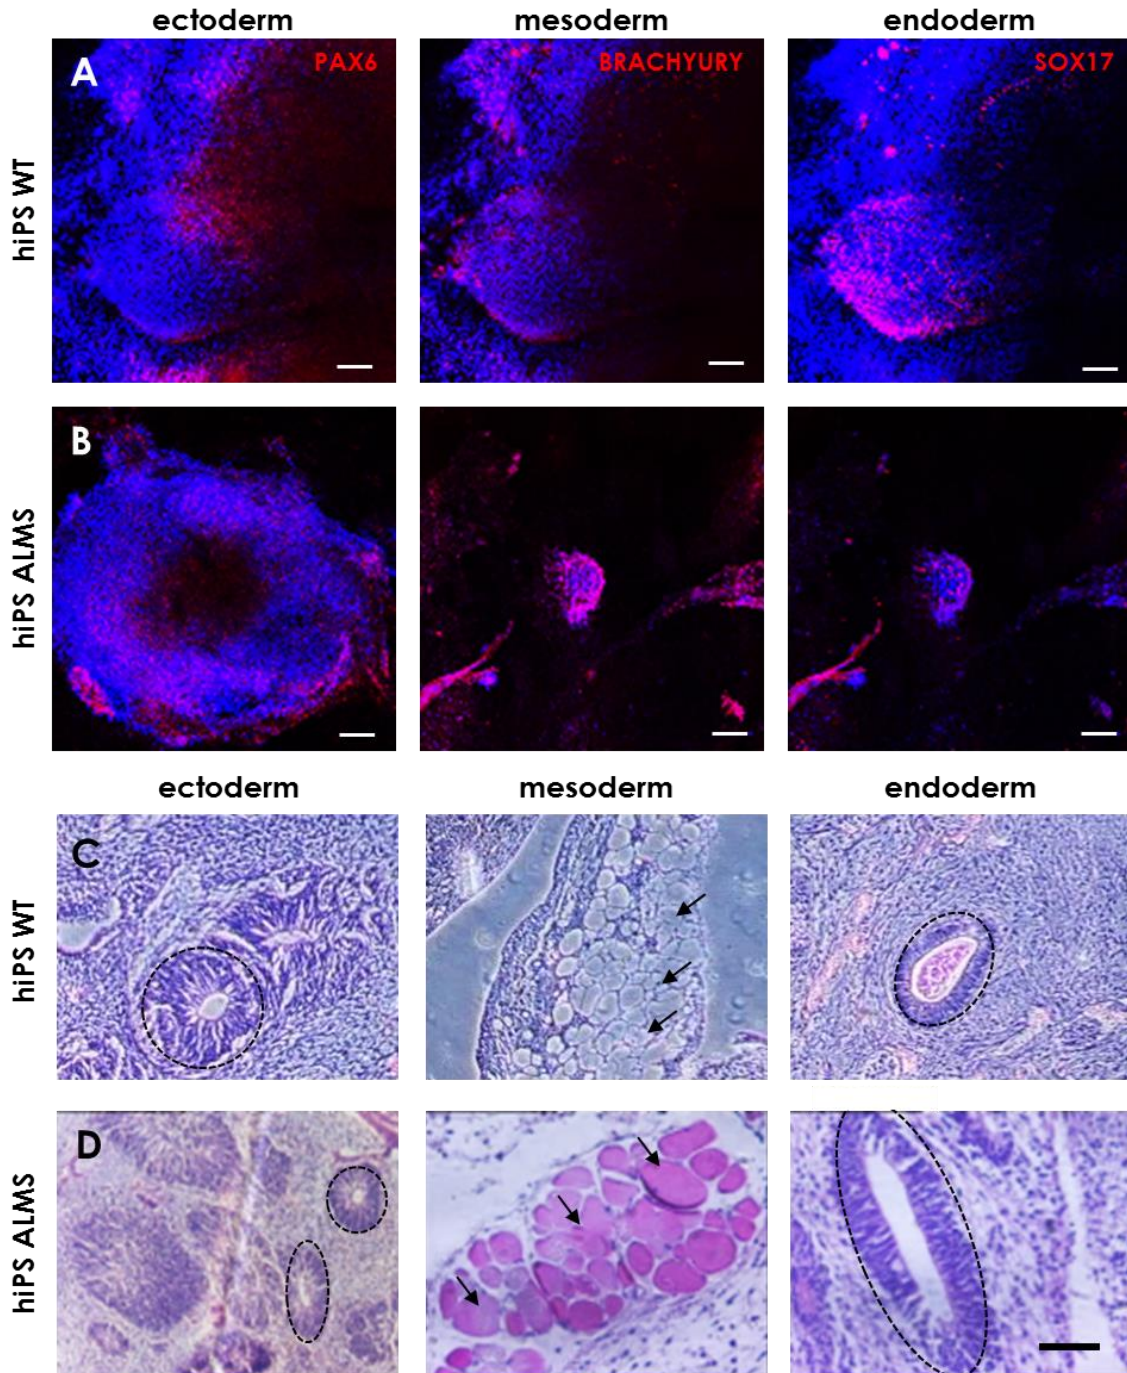 ectoderm mesoderm endoderm
hiPS WT
A PAX6 BRACHYURY SOX17
hiPS ALMS
B
ectoderm mesoderm endoderm
hiPS WT
C
hiPS ALMS
D